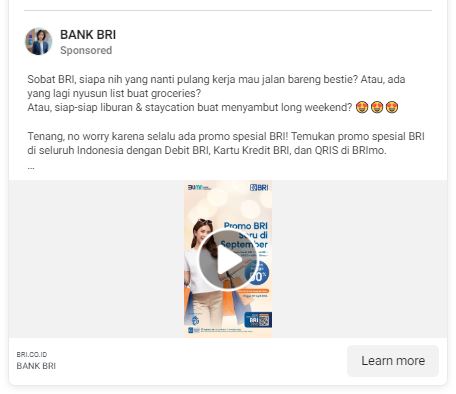 BANK BRI
Sponsored
Sobat BRI, siapa nih yang nanti pulang kerja mau jalan bareng bestie? Atau, ada
yang lagi nyusun list buat groceries?
Atau, siap-siap liburan & staycation buat menyambut long weekend? 🤩🤩🤩
Tenang, no worry karena selalu ada promo spesial BRI! Temukan promo spesial BRI
di seluruh Indonesia dengan Debit BRI, Kartu Kredit BRI, dan QRIS di BRImo.
...
BRI
Promo BRI
seru di
September
BRI
BRI.CO.ID
BANK BRI
Learn more